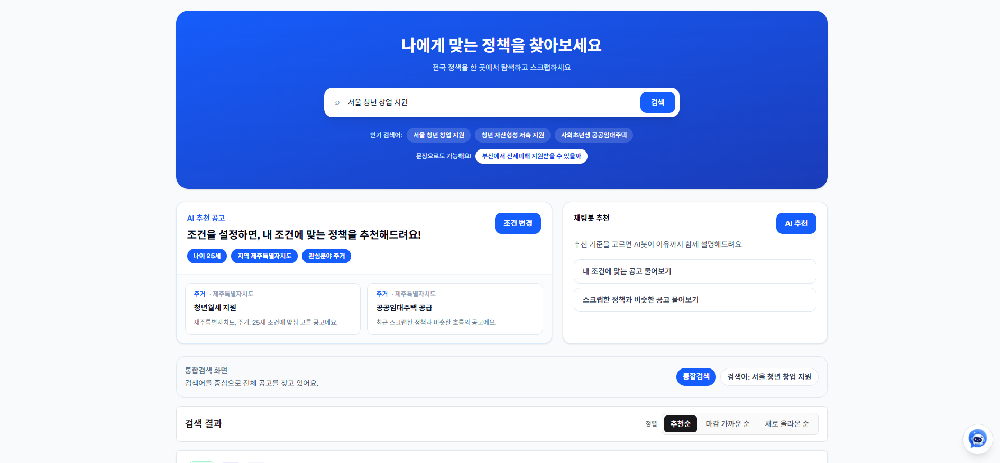 나에게 맞는 정책을 찾아보세요
전국 정책을 한 곳에서 탐색하고 스크랩하세요
서울 청년 창업 지원
검색
인기 검색어: 서울 청년 창업 지원 청년 자산형성 저축 지원 사회초년생 공공임대주택
문장으로도 가능해요! 부산에서 전세피해 지원받을 수 있을까
AI 추천 공고
조건을 설정하면, 내 조건에 맞는 정책을 추천해드려요!
조건 변경
나이 25세 지역 제주특별자치도 관심분야 주거
주거 · 제주특별자치도
청년월세 지원
제주특별자치도, 주거, 25세 조건에 맞춰 고른 공고예요.
주거 · 제주특별자치도
공공임대주택 공급
최근 스크랩한 정책과 비슷한 흐름의 공고예요.
채팅봇 추천
AI 추천
추천 기준을 고르면 AI봇이 이유까지 함께 설명해드려요.
내 조건에 맞는 공고 물어보기
스크랩한 정책과 비슷한 공고 물어보기
통합검색 화면
검색어를 중심으로 전체 공고를 찾고 있어요.
통합검색 검색어: 서울 청년 창업 지원
검색 결과
정렬 추천순 마감 가까운 순 새로 올라온 순